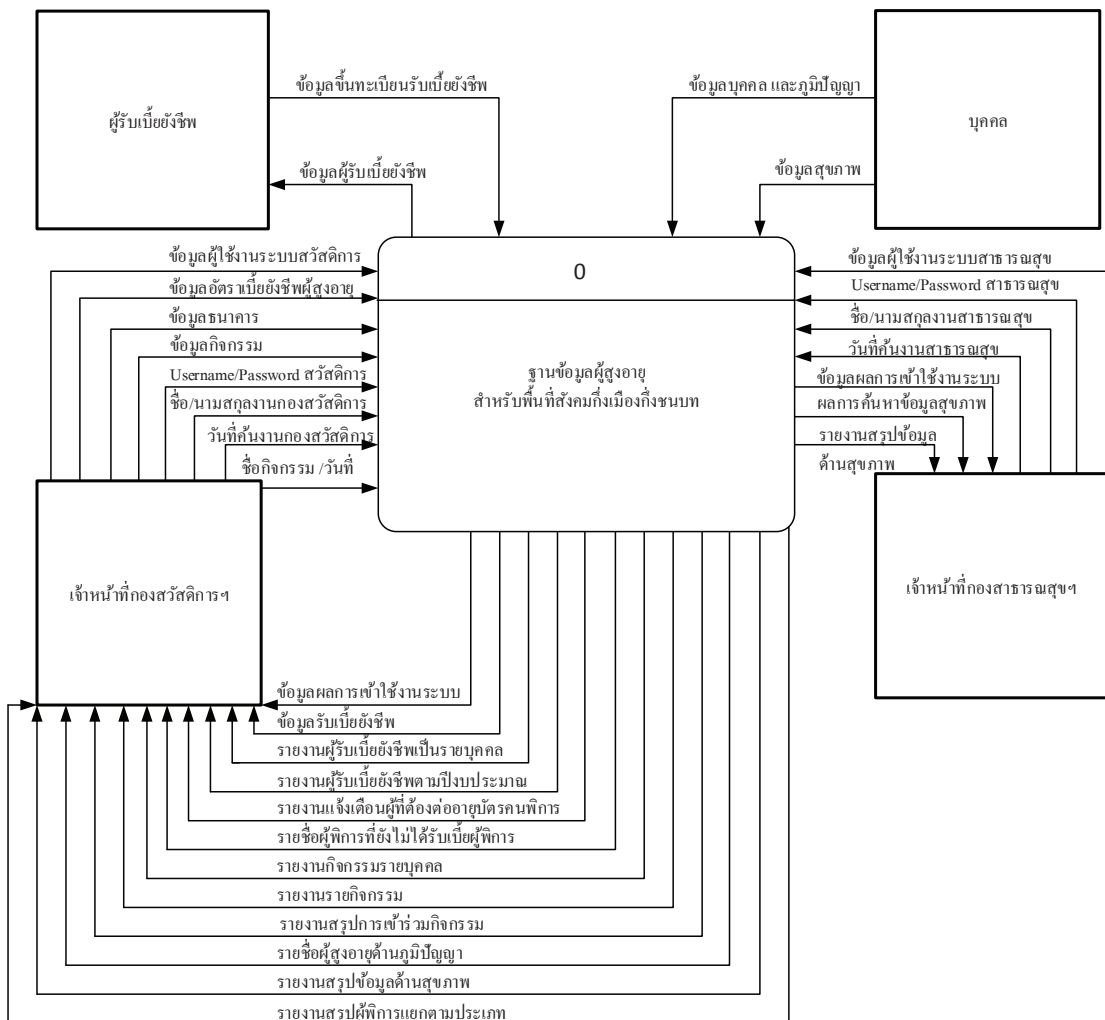 ข้อมูลขึ้นทะเบียนรับเบี้ยยังชีพ
ข้อมูลบุคคล และภูมิปัญญา
ผู้รับเบี้ยยังชีพ
บุคคล
ข้อมูลผู้รับเบี้ยยังชีพ
ข้อมูลสุขภาพ
ข้อมูลผู้ใช้งานระบบสวัสดิการ
ข้อมูลอัตราเบี้ยยังชีพผู้สูงอายุ
ข้อมูลธนาคาร
ข้อมูลกิจกรรม
Username/Password สวัสดิการ
ชื่อ/นามสกุลงานกองสวัสดิการ
วันที่ค้นงานกองสวัสดิการ
ชื่อกิจกรรม /วันที่
0
ฐานข้อมูลผู้สูงอายุ
สำหรับพื้นที่สังคมกึ่งเมืองกึ่งชนบท
ข้อมูลผู้ใช้งานระบบสาธารณสุข
Username/Password สาธารณสุข
ชื่อ/นามสกุลงานสาธารณสุข
วันที่ค้นงานสาธารณสุข
ข้อมูลผลการเข้าใช้งานระบบ
ผลการค้นหาข้อมูลสุขภาพ
รายงานสรุปข้อมูล
ด้านสุขภาพ
เจ้าหน้าที่กองสวัสดิการฯ
เจ้าหน้าที่กองสาธารณสุขฯ
ข้อมูลผลการเข้าใช้งานระบบ
ข้อมูลรับเบี้ยยังชีพ
รายงานผู้รับเบี้ยยังชีพเป็นรายบุคคล
รายงานผู้รับเบี้ยยังชีพตามปีงบประมาณ
รายงานแจ้งเตือนผู้ที่ต้องต่ออายุบัตรคนพิการ
รายชื่อผู้พิการที่ยังไม่ได้รับเบี้ยผู้พิการ
รายงานกิจกรรมรายบุคคล
รายงานรายกิจกรรม
รายงานสรุปการเข้าร่วมกิจกรรม
รายชื่อผู้สูงอายุด้านภูมิปัญญา
รายงานสรุปข้อมูลด้านสุขภาพ
รายงานสรุปผู้พิการแยกตามประเภท